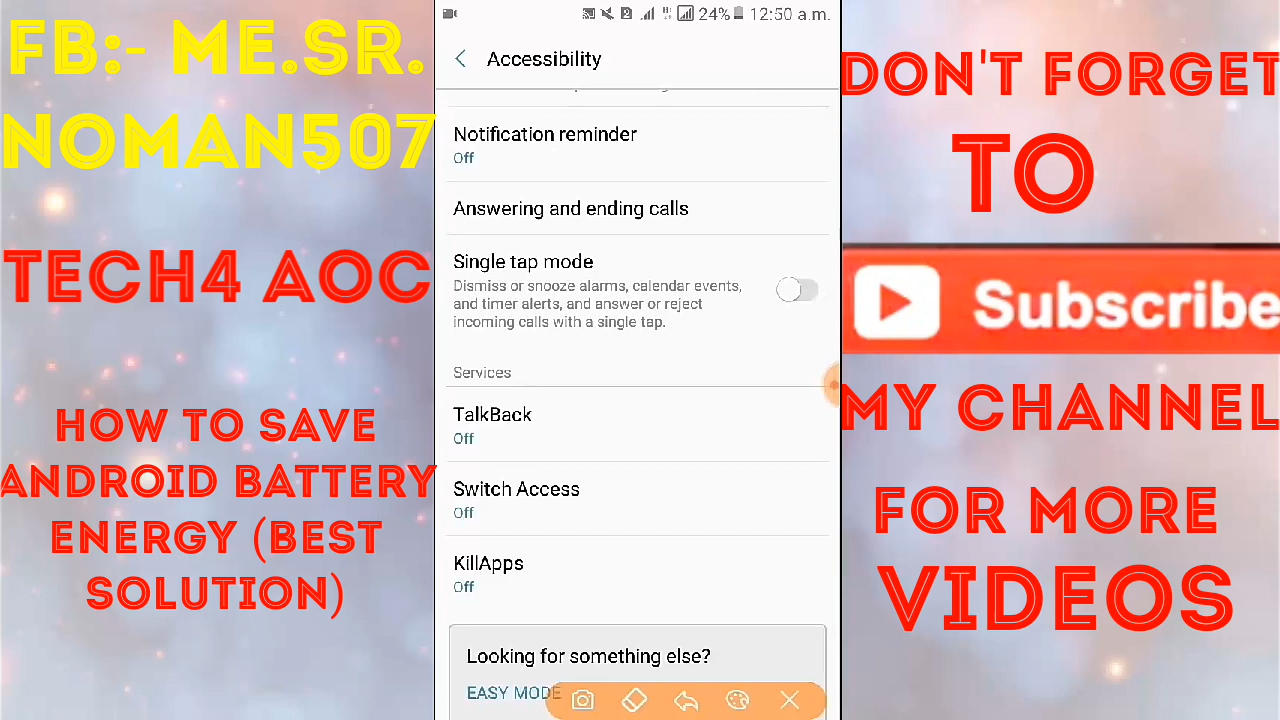 FB:- ME.SR.
NOMAN507
TECH4 AOC
HOW TO SAVE
ANDROID BATTERY
ENERGY (BEST
SOLUTION)
24% 12:50 a.m.
Accessibility
Notification reminder
Off
Answering and ending calls
Single tap mode
Dismiss or snooze alarms, calendar events,
and timer alerts, and answer or reject
incoming calls with a single tap.
Services
TalkBack
Off
Switch Access
Off
KillApps
Off
Looking for something else?
EASY MODE
DON'T FORGET
TO
Subscribe
MY CHANNEL
FOR MORE
VIDEOS